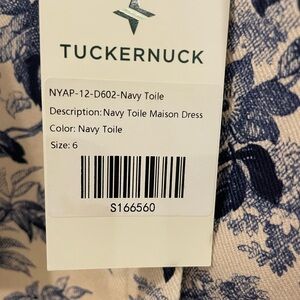 TUCKERNUCK
NYAP-12-D602-Navy Toile
Description:Navy Toile Maison Dress
Color: Navy Toile
Size: 6
S166560